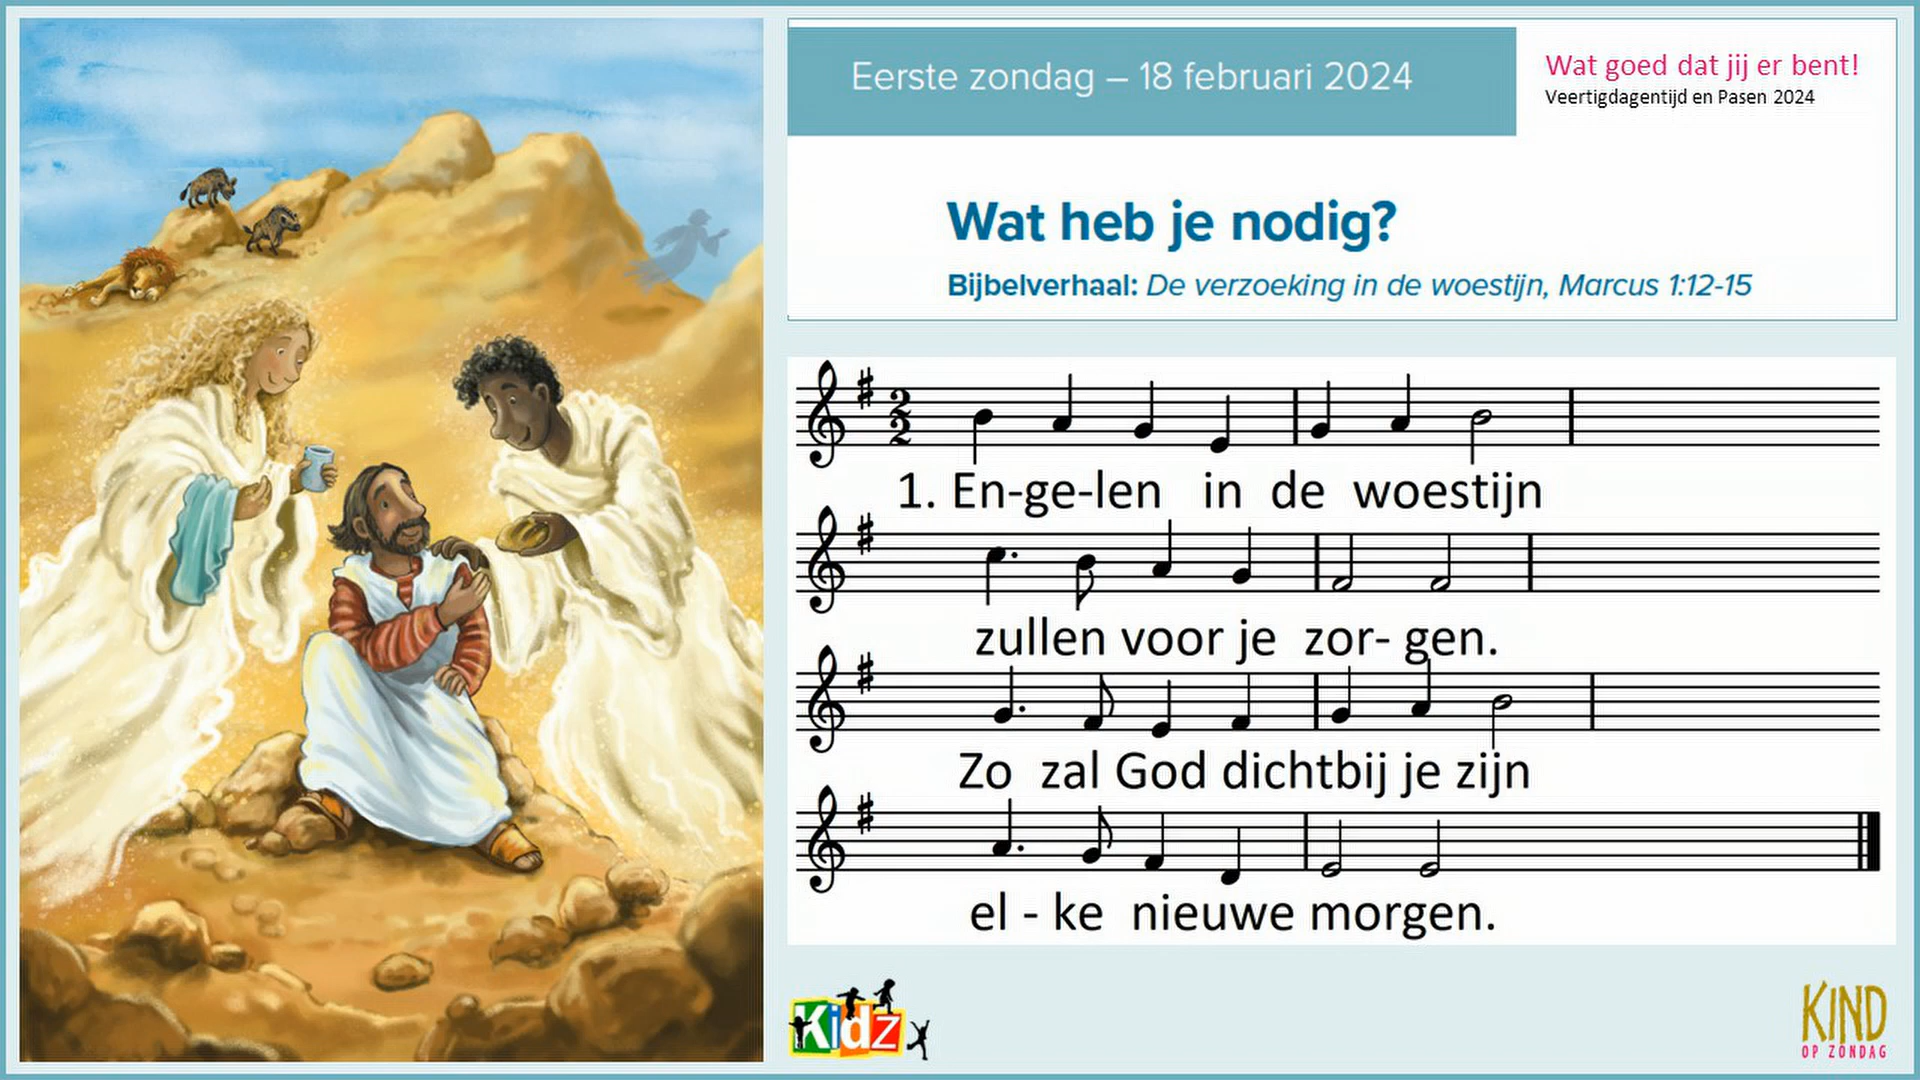 Eerste zondag – 18 februari 2024
Wat goed dat jij er bent!
Veertigdagentijd en Pasen 2024
Wat heb je nodig?
Bijbelverhaal: De verzoeking in de woestijn, Marcus 1:12-15
2
2
1. En-ge-len in de woestijn
zullen voor je zor- gen.
Zo zal God dichtbij je zijn
el - ke nieuwe morgen.
Kidz
KIND
OP ZONDAG